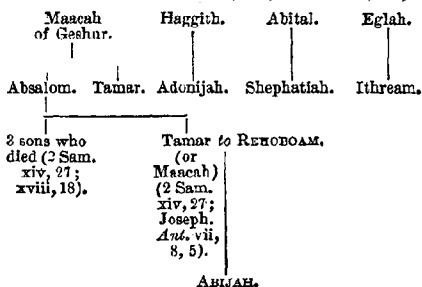 Maacah Haggith. Abital. Eglah.
of Geshur.
Absalom. Tamar. Adonijah. Shephatiah. Ithream.
3 sons who Tamar to REHOBOAM.
died (2 Sam. (or
xiv, 27; Maacah)
xviii, 18). (2 Sam.
xiv, 27;
Joseph.
Ant. vii,
8, 5).
ABIJAH.